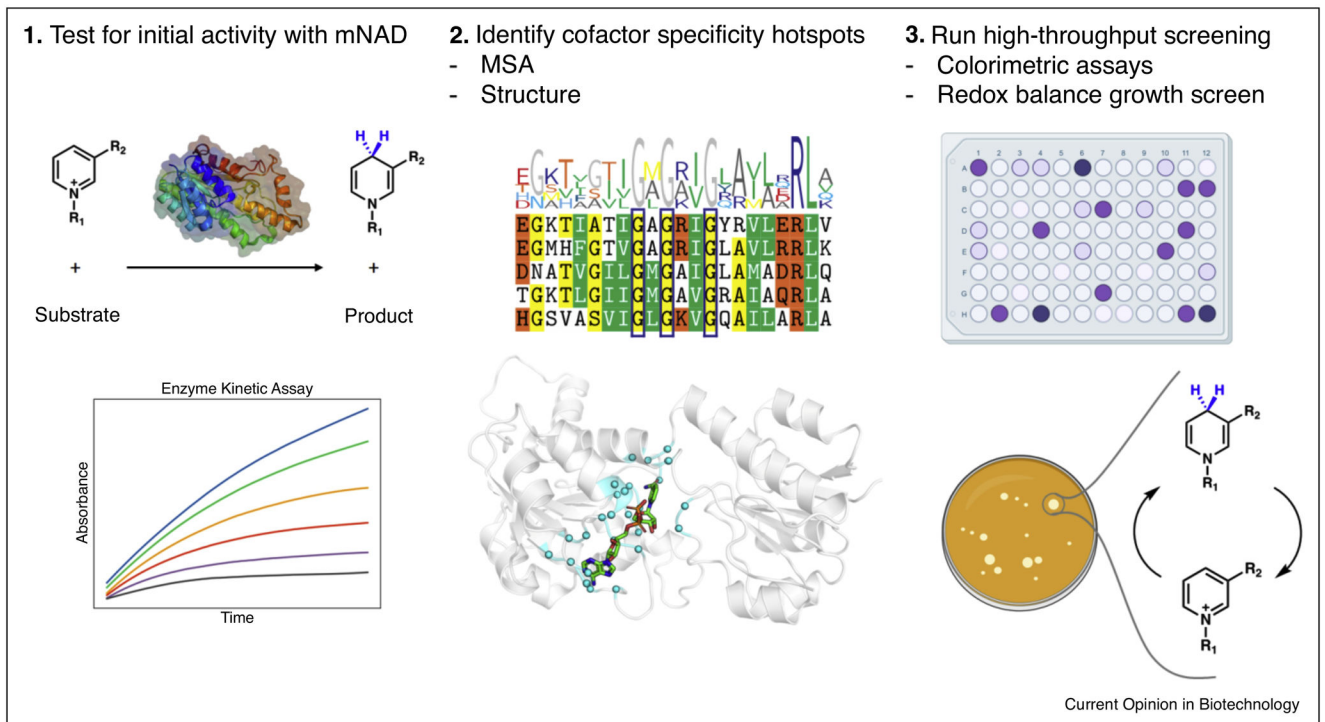 1. Test for initial activity with mNAD
R2
N
+
R1
+
Substrate
H H
R2
N
R1
+
Product
Enzyme Kinetic Assay
Absorbance
Time
2. Identify cofactor specificity hotspots
- MSA
- Structure
EGKTIATIGAGRIGYRVLERLV
EGMHFGTVGAGRIGLAVLRRLK
DNATVGILGMGAIGLAMADRLQ
TGKTLGIIGMGAVGRAIAQRLA
HGSVASVIGLGKVGQAILARLA
3. Run high-throughput screening
- Colorimetric assays
- Redox balance growth screen
1 2 3 4 5 6 7 8 9 10 11 12
A
B
C
D
E
F
G
H
H H
R2
N
R1
R2
N
+
R1
Current Opinion in Biotechnology